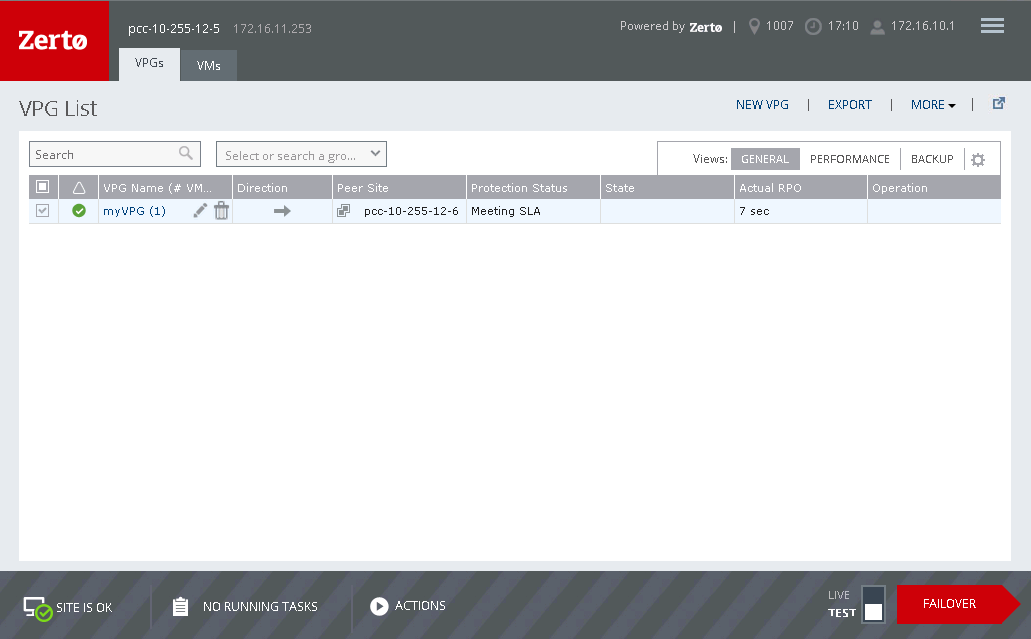 Zerto
pcc-10-255-12-5 172.16.11.253
Powered by Zerto | 1007 17:10 172.16.10.1
VPGs VMs
VPG List
NEW VPG | EXPORT | MORE |
Search
Select or search a gro...
Views: GENERAL PERFORMANCE BACKUP
VPG Name (# VM... Direction Peer Site Protection Status State Actual RPO Operation
myVPG (1) pcc-10-255-12-6 Meeting SLA 7 sec
SITE IS OK
NO RUNNING TASKS
ACTIONS
LIVE
TEST
FAILOVER